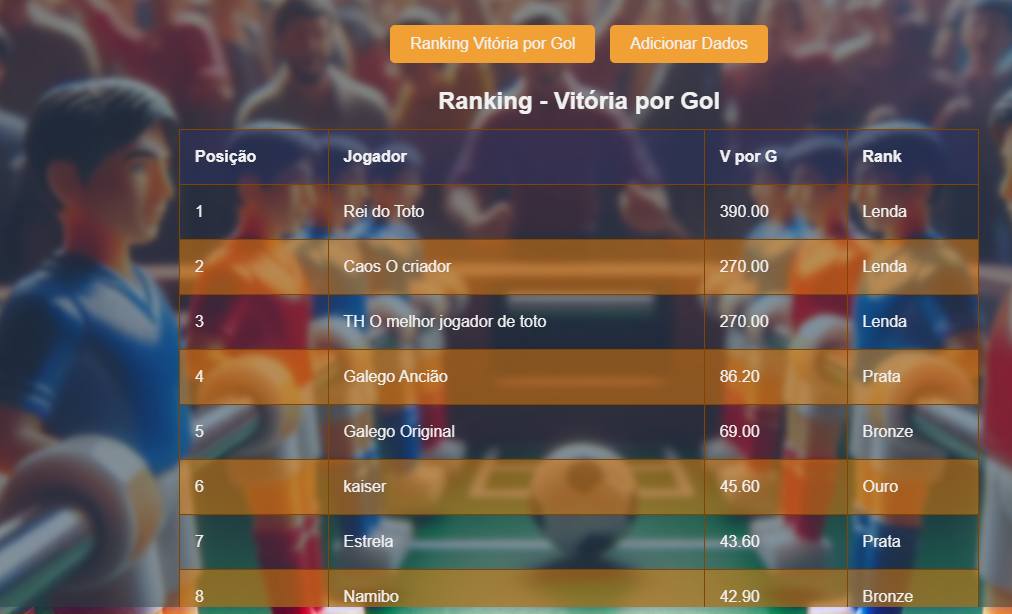 Ranking Vitória por Gol Adicionar Dados
Ranking - Vitória por Gol
Posição Jogador V por G Rank
1 Rei do Toto 390.00 Lenda
2 Caos O criador 270.00 Lenda
3 TH O melhor jogador de toto 270.00 Lenda
4 Galego Ancião 86.20 Prata
5 Galego Original 69.00 Bronze
6 kaiser 45.60 Ouro
7 Estrela 43.60 Prata
8 Namibo 42.90 Bronze